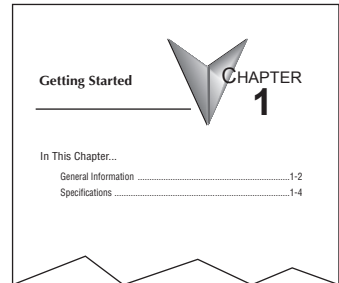 Getting Started
CHAPTER
1
In This Chapter...
General Information ...............................................................1-2
Specifications .........................................................................1-4